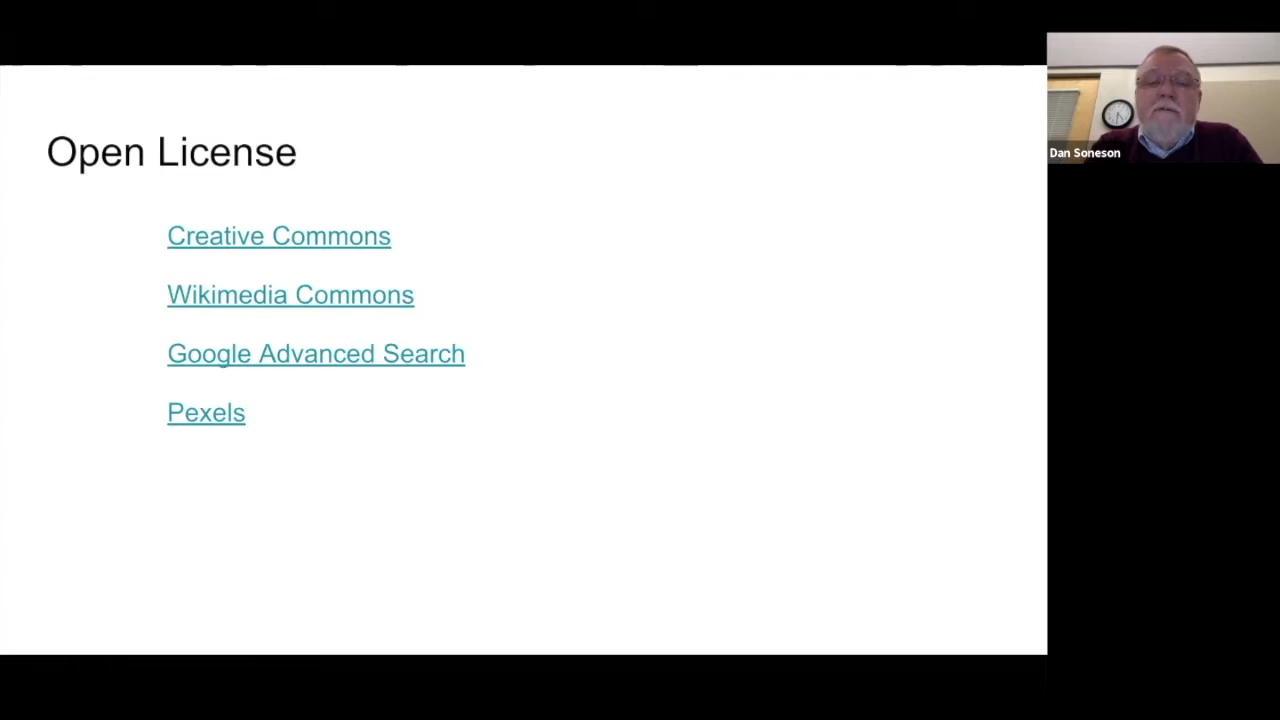 Open License
Creative Commons
Wikimedia Commons
Google Advanced Search
Pexels
Dan Soneson